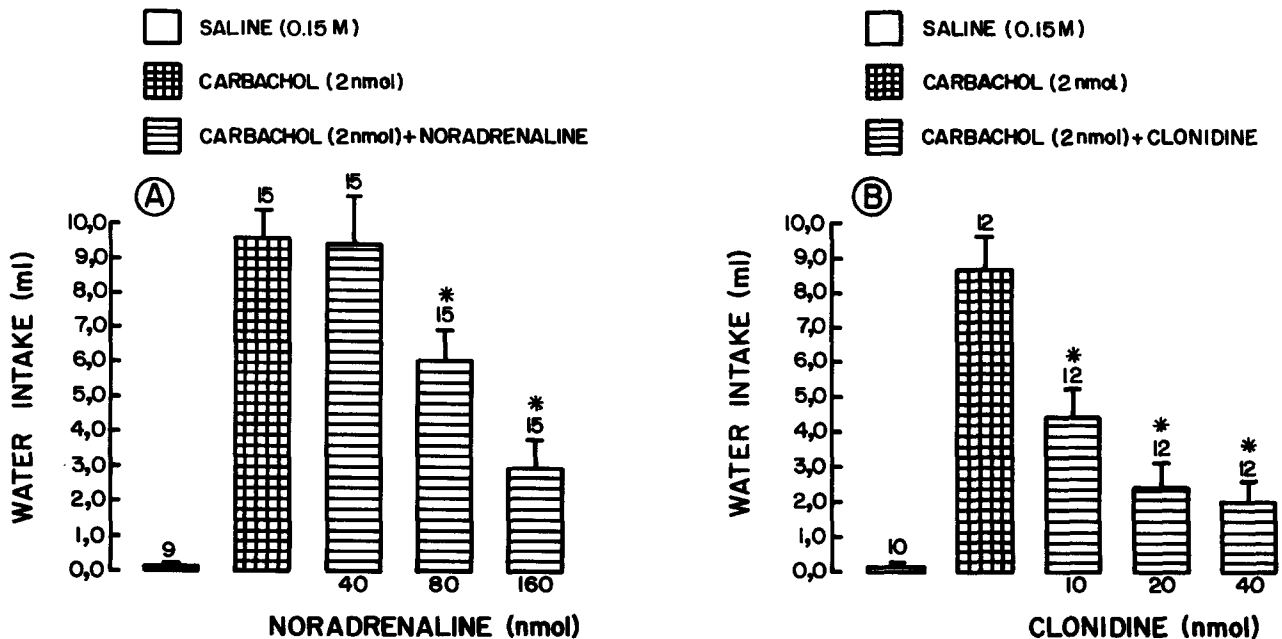 SALINE (0.15 M)
CARBACHOL (2 nmol)
CARBACHOL (2nmol)+NORADRENALINE
A
WATER INTAKE (ml)
10,0
9,0
8,0
7,0
6,0
5,0
4,0
3,0
2,0
1,0
0,0
9
15
15
*
15
*
15
40 80 160
NORADRENALINE (nmol)
SALINE (0.15 M)
CARBACHOL (2 nmol)
CARBACHOL (2nmol)+CLONIDINE
B
WATER INTAKE (ml)
10,0
9,0
8,0
7,0
6,0
5,0
4,0
3,0
2,0
1,0
0,0
10
12
*
12
*
12
*
12
10 20 40
CLONIDINE (nmol)